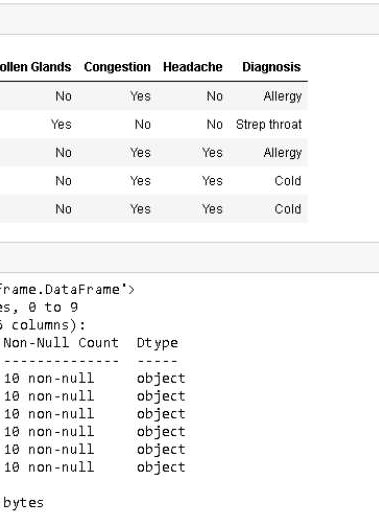 ollen Glands Congestion Headache Diagnosis
No Yes No Allergy
Yes No No Strep throat
No Yes Yes Allergy
No Yes Yes Cold
No Yes Yes Cold
frame.DataFrame'>
es, 0 to 9
6 columns):
Non-Null Count Dtype
-------------- -----
10 non-null object
10 non-null object
10 non-null object
10 non-null object
10 non-null object
10 non-null object
bytes